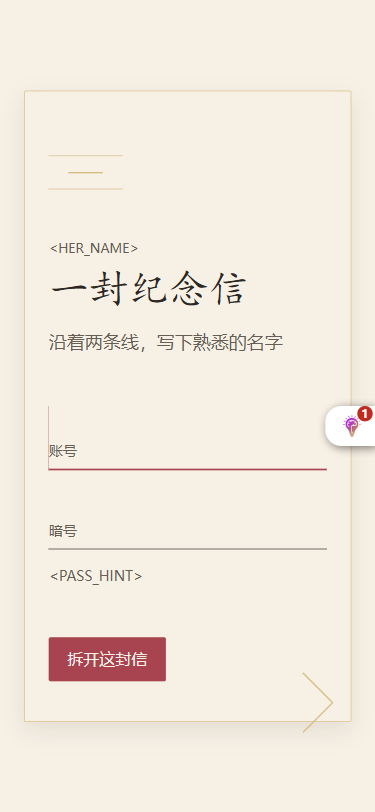 <HER_NAME>
一封纪念信
沿着两条线，写下熟悉的名字
1
账号
暗号
<PASS_HINT>
拆开这封信